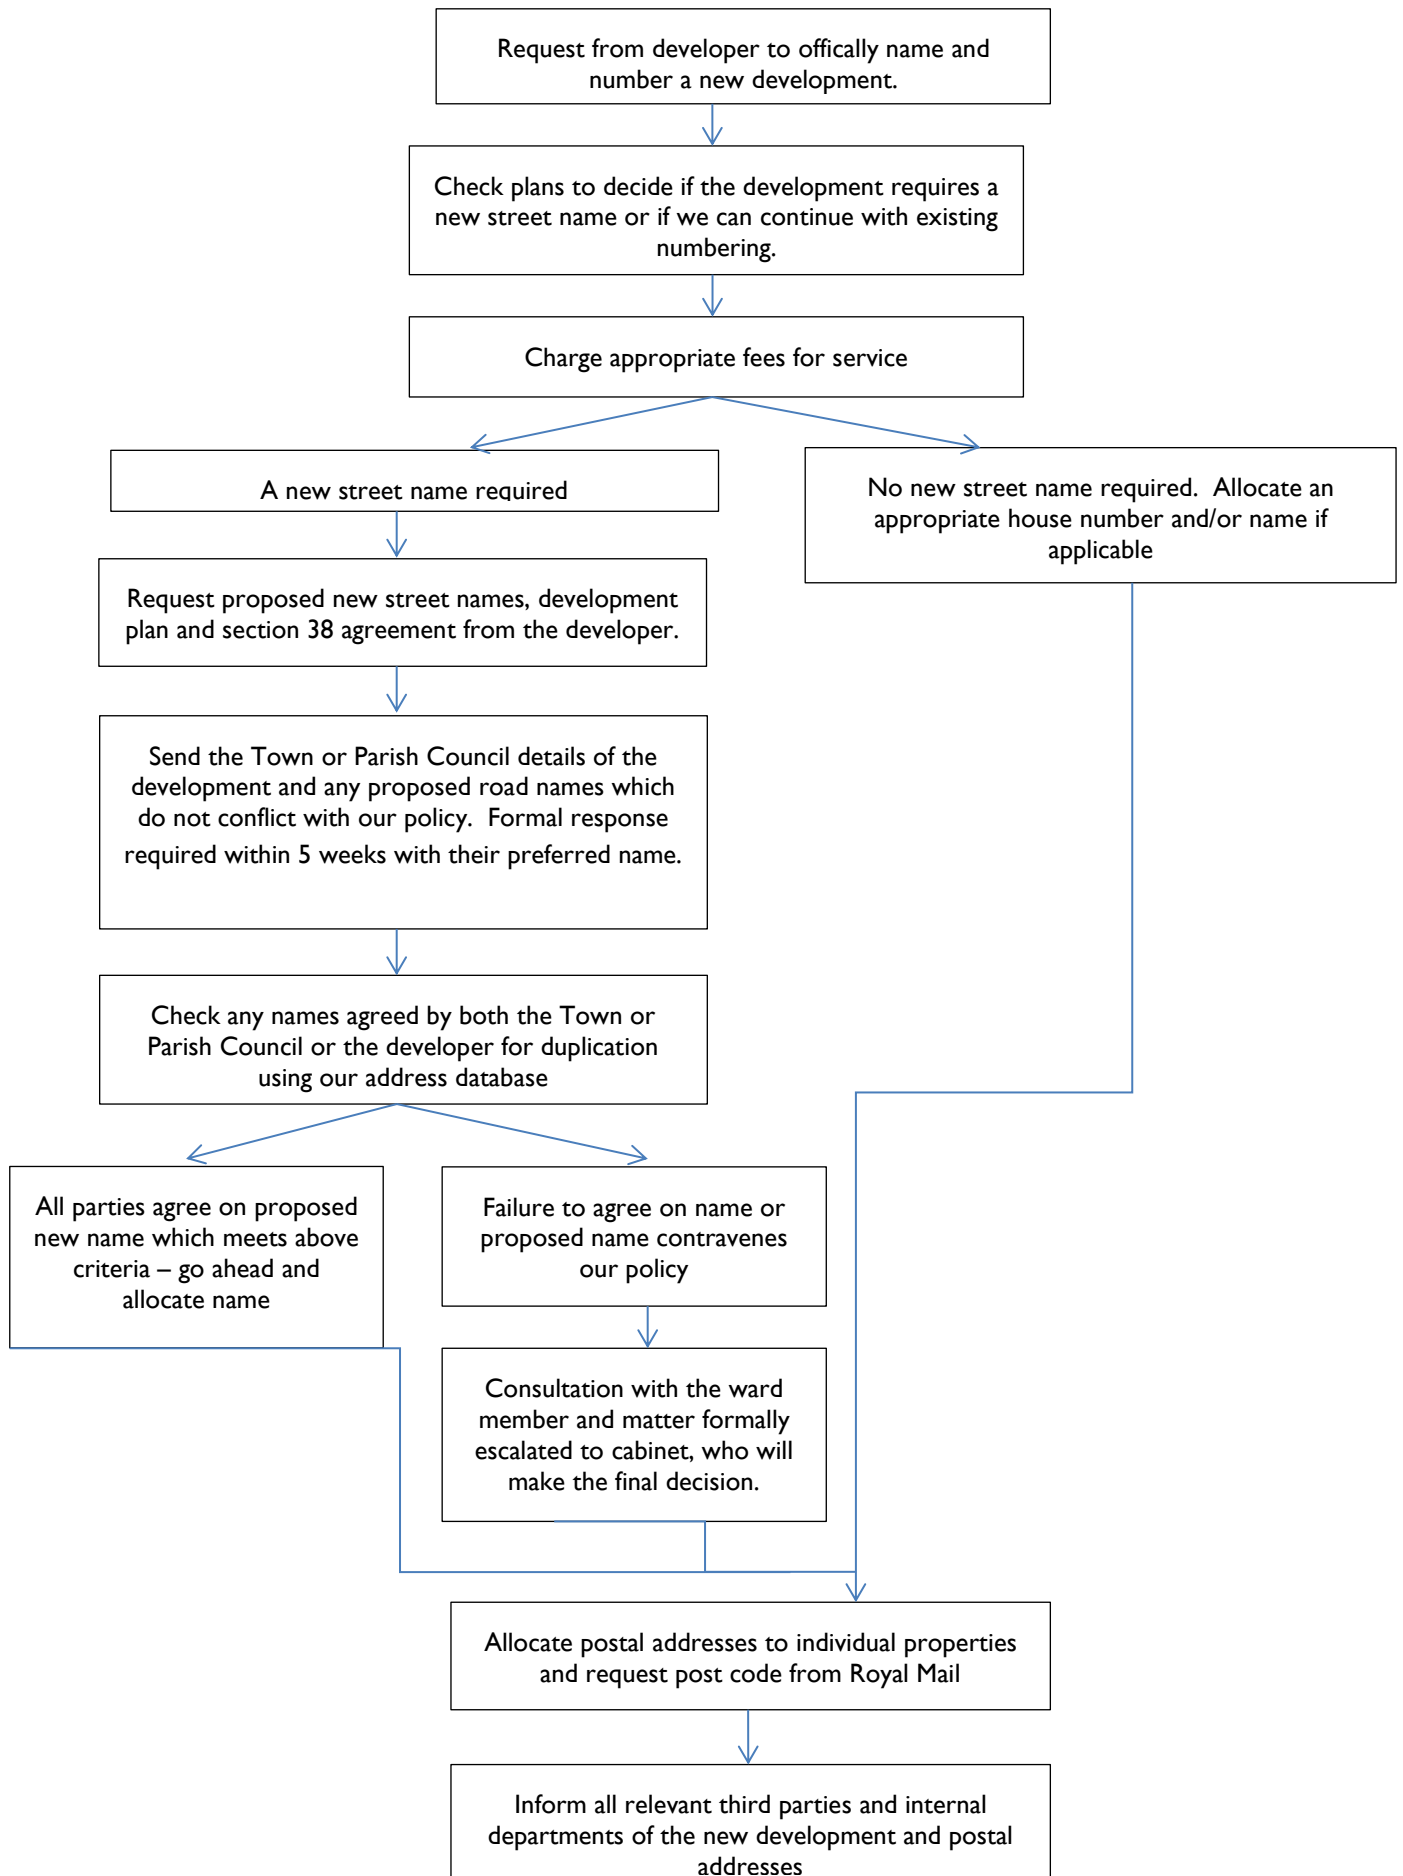 Request from developer to offically name and
number a new development.
Check plans to decide if the development requires a
new street name or if we can continue with existing
numbering.
Charge appropriate fees for service
A new street name required
No new street name required.  Allocate an
appropriate house number and/or name if
applicable
Request proposed new street names, development
plan and section 38 agreement from the developer.
Send the Town or Parish Council details of the
development and any proposed road names which
do not conflict with our policy.  Formal response
required within 5 weeks with their preferred name.
Check any names agreed by both the Town or
Parish Council or the developer for duplication
using our address database
All parties agree on proposed
new name which meets above
criteria – go ahead and
allocate name
Failure to agree on name or
proposed name contravenes
our policy
Consultation with the ward
member and matter formally
escalated to cabinet, who will
make the final decision.
Allocate postal addresses to individual properties
and request post code from Royal Mail
Inform all relevant third parties and internal
departments of the new development and postal
addresses